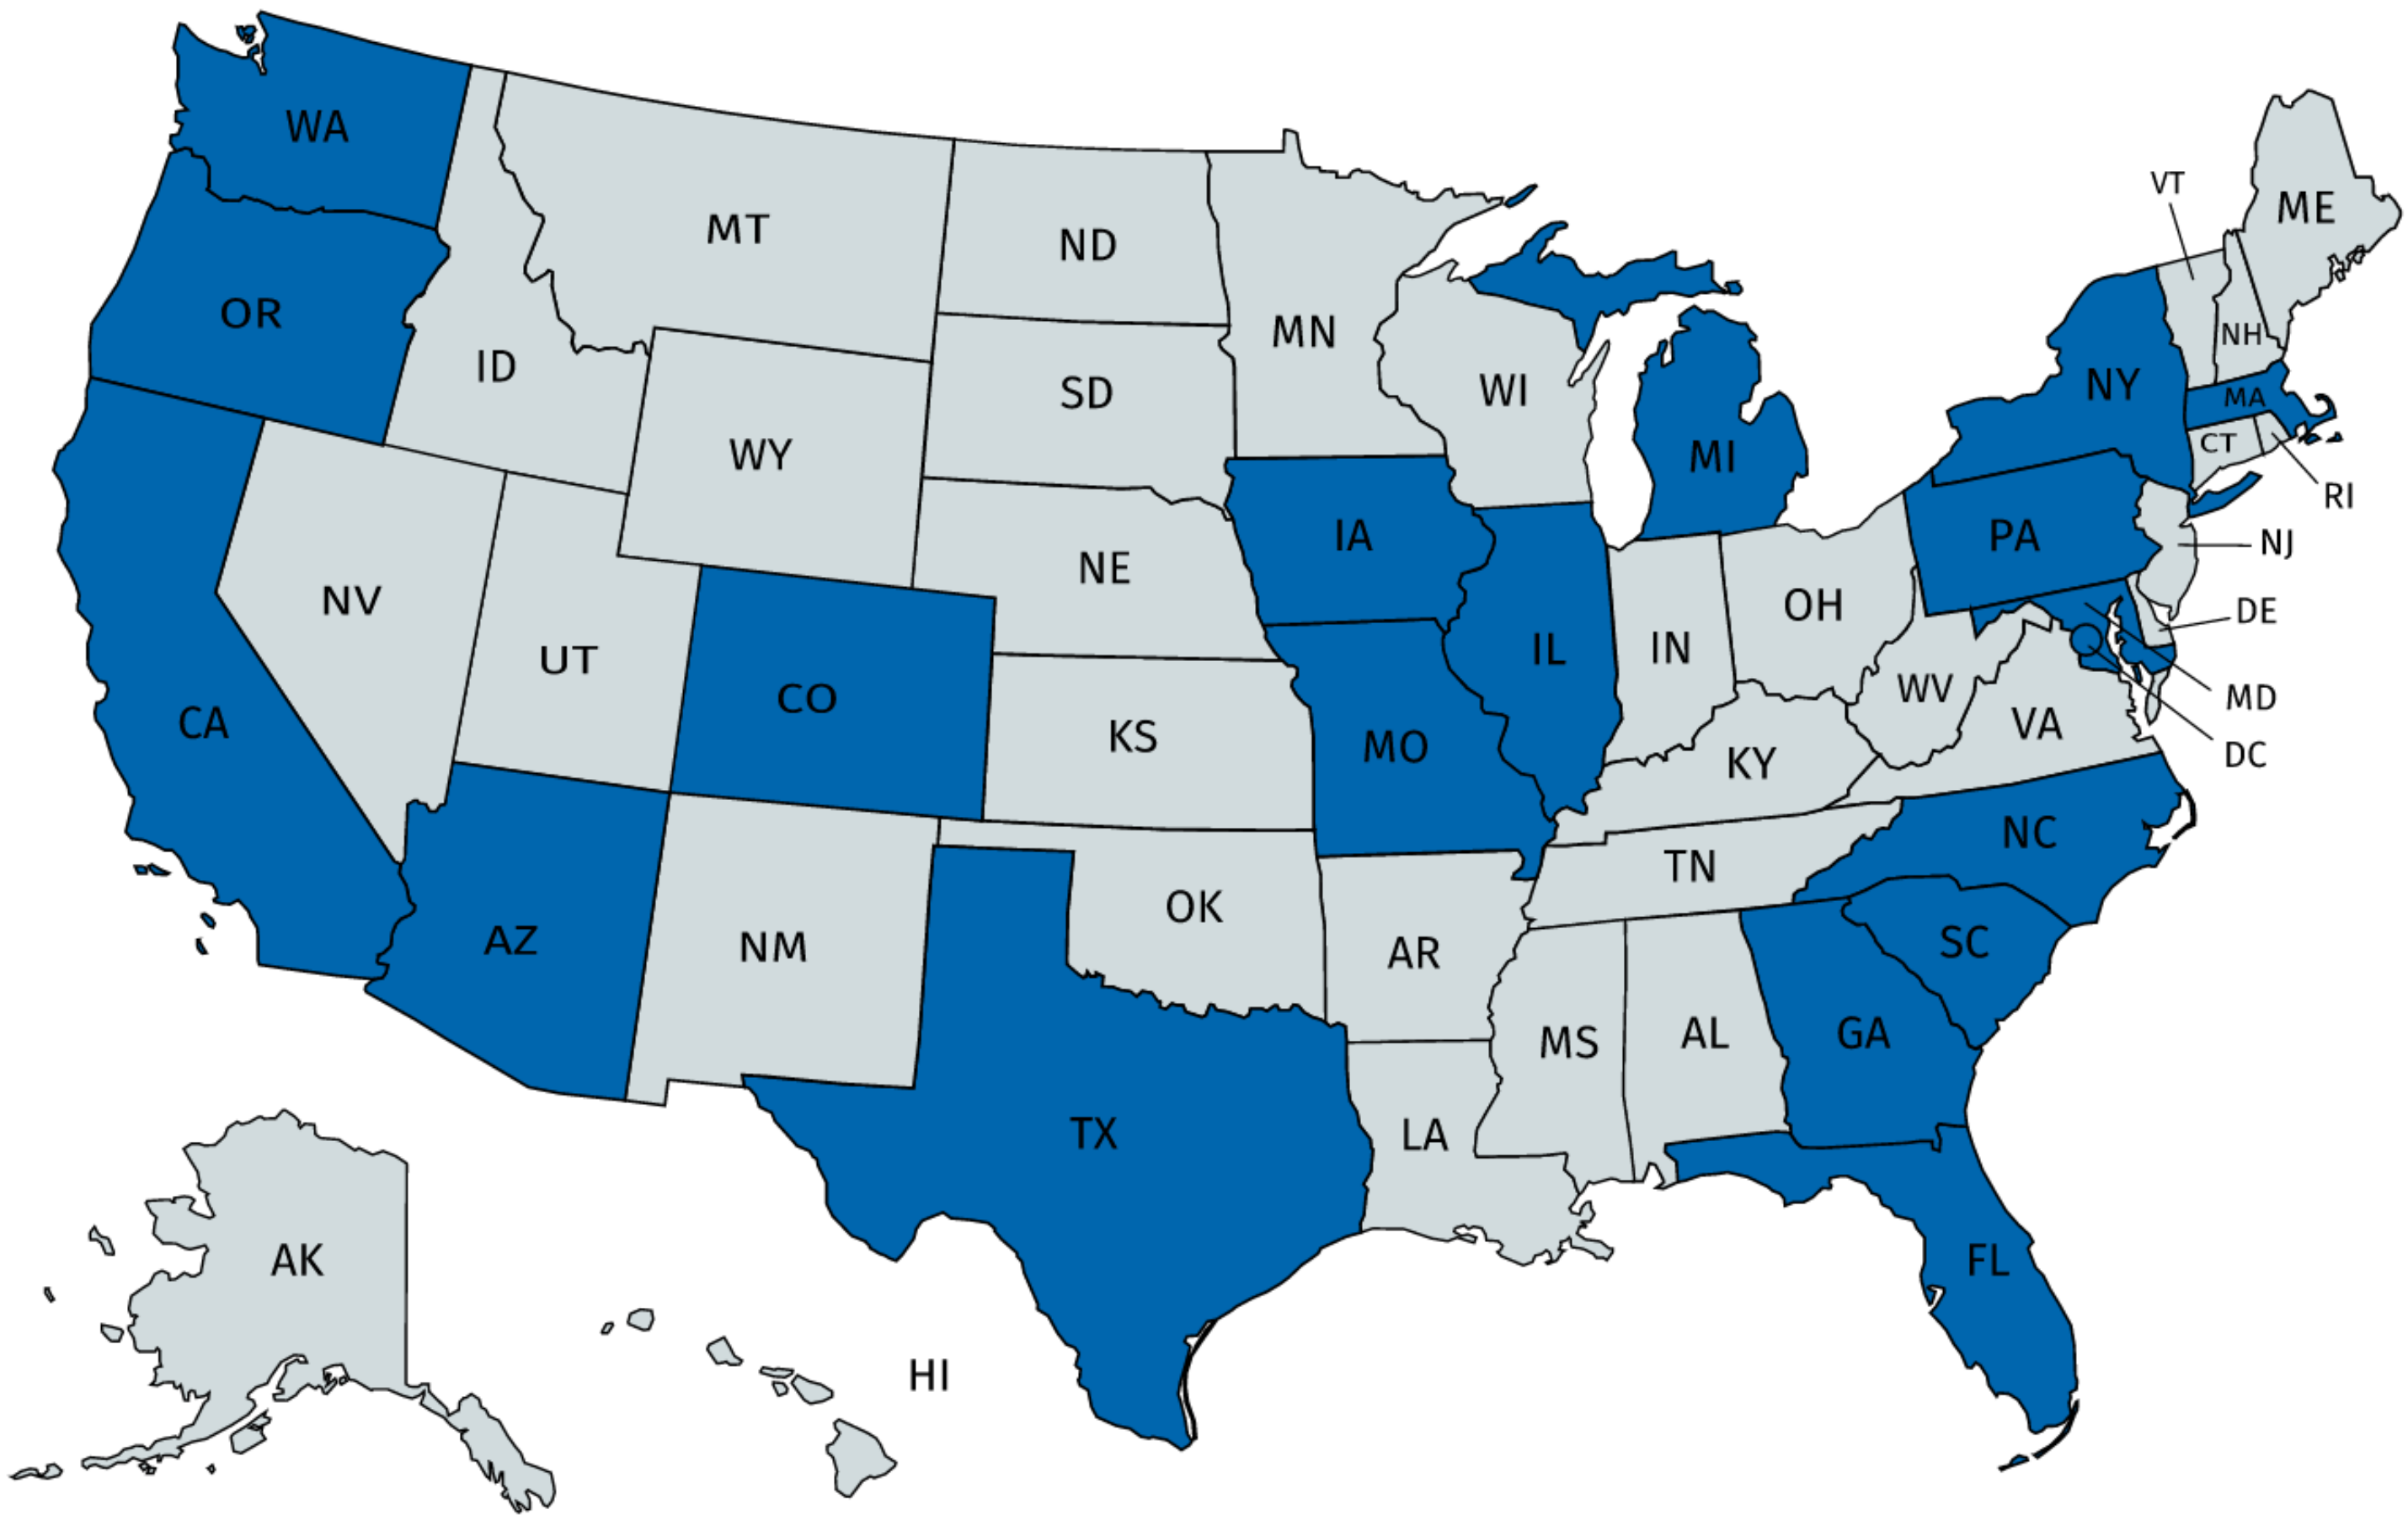 WA
VT
ME
MT
ND
OR
MN
NH
ID
SD
WI
NY
MA
WY
MI
CT
RI
IA
PA
NJ
NE
NV
OH
DE
UT
IL
IN
CO
WV
MD
CA
KS
MO
KY
VA
DC
NC
TN
OK
AZ
NM
AR
SC
MS
AL
GA
TX
LA
AK
FL
HI